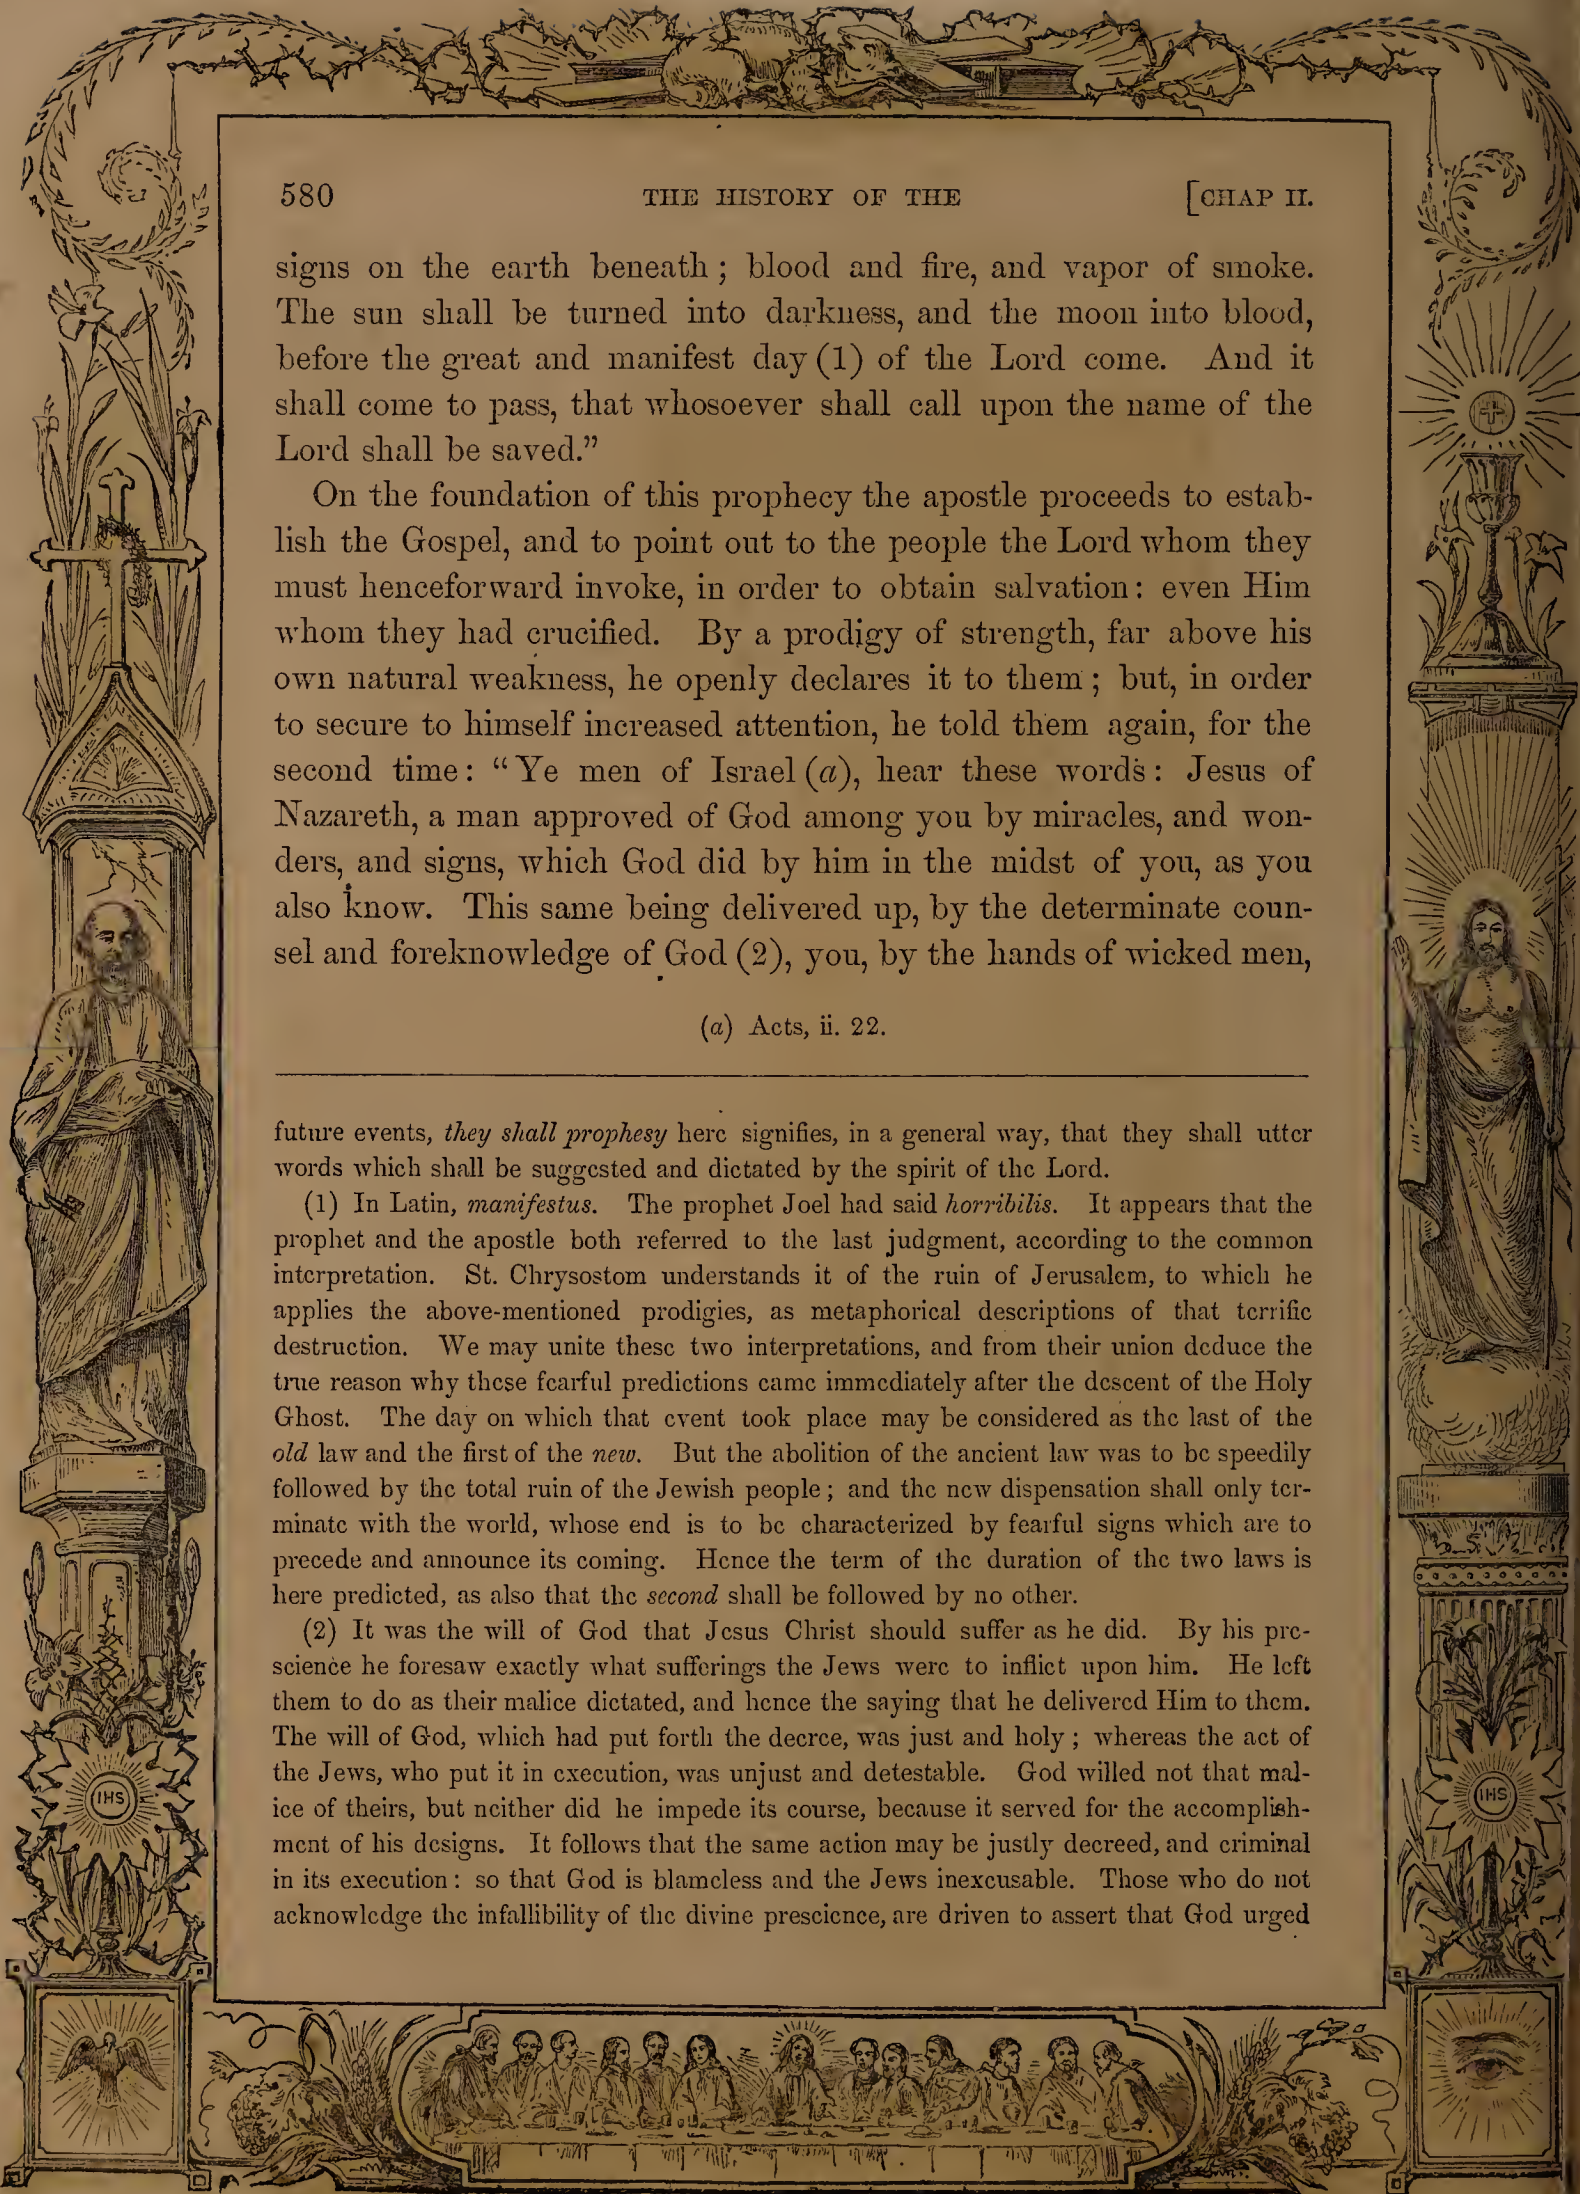 580 THE HISTORY OF THE [CHAP II.
signs on the earth beneath ; blood and fire, and vapor of smoke.
The sun shall be turned into darkness, and the moon into blood,
before the great and manifest day (1) of the Lord come. And it
shall come to pass, that whosoever shall call upon the name of the
Lord shall be saved.”
On the foundation of this prophecy the apostle proceeds to estab-
lish the Gospel, and to point out to the people the Lord whom they
must henceforward invoke, in order to obtain salvation: even Him
whom they had crucified. By a prodigy of strength, far above his
own natural weakness, he openly declares it to them ; but, in order
to secure to himself increased attention, he told them again, for the
second time: “Ye men of Israel (a), hear these words: Jesus of
Nazareth, a man approved of God among you by miracles, and won-
ders, and signs, which God did by him in the midst of you, as you
also know. This same being delivered up, by the determinate coun-
sel and foreknowledge of God (2), you, by the hands of wicked men,
(a) Acts, ii. 22.
future events, they shall prophesy here signifies, in a general way, that they shall utter
words which shall be suggested and dictated by the spirit of the Lord.
(1) In Latin, manifestus. The prophet Joel had said horribilis. It appears that the
prophet and the apostle both referred to the last judgment, according to the common
interpretation. St. Chrysostom understands it of the ruin of Jerusalem, to which he
applies the above-mentioned prodigies, as metaphorical descriptions of that terrific
destruction. We may unite these two interpretations, and from their union deduce the
true reason why these fearful predictions came immediately after the descent of the Holy
Ghost. The day on which that event took place may be considered as the last of the
old law and the first of the new. But the abolition of the ancient law was to be speedily
followed by the total ruin of the Jewish people ; and the new dispensation shall only ter-
minate with the world, whose end is to be characterized by fearful signs which are to
precede and announce its coming. Hence the term of the duration of the two laws is
here predicted, as also that the second shall be followed by no other.
(2) It was the will of God that Jesus Christ should suffer as he did. By his pre-
science he foresaw exactly what sufferings the Jews were to inflict upon him. He left
them to do as their malice dictated, and hence the saying that he delivered Him to them.
The will of God, which had put forth the decree, was just and holy ; whereas the act of
the Jews, who put it in execution, was unjust and detestable. God willed not that mal-
ice of theirs, but neither did he impede its course, because it served for the accomplish-
ment of his designs. It follows that the same action may be justly decreed, and criminal
in its execution : so that God is blameless and the Jews inexcusable. Those who do not
acknowledge the infallibility of the divine prescience, are driven to assert that God urged
IHS
IHS